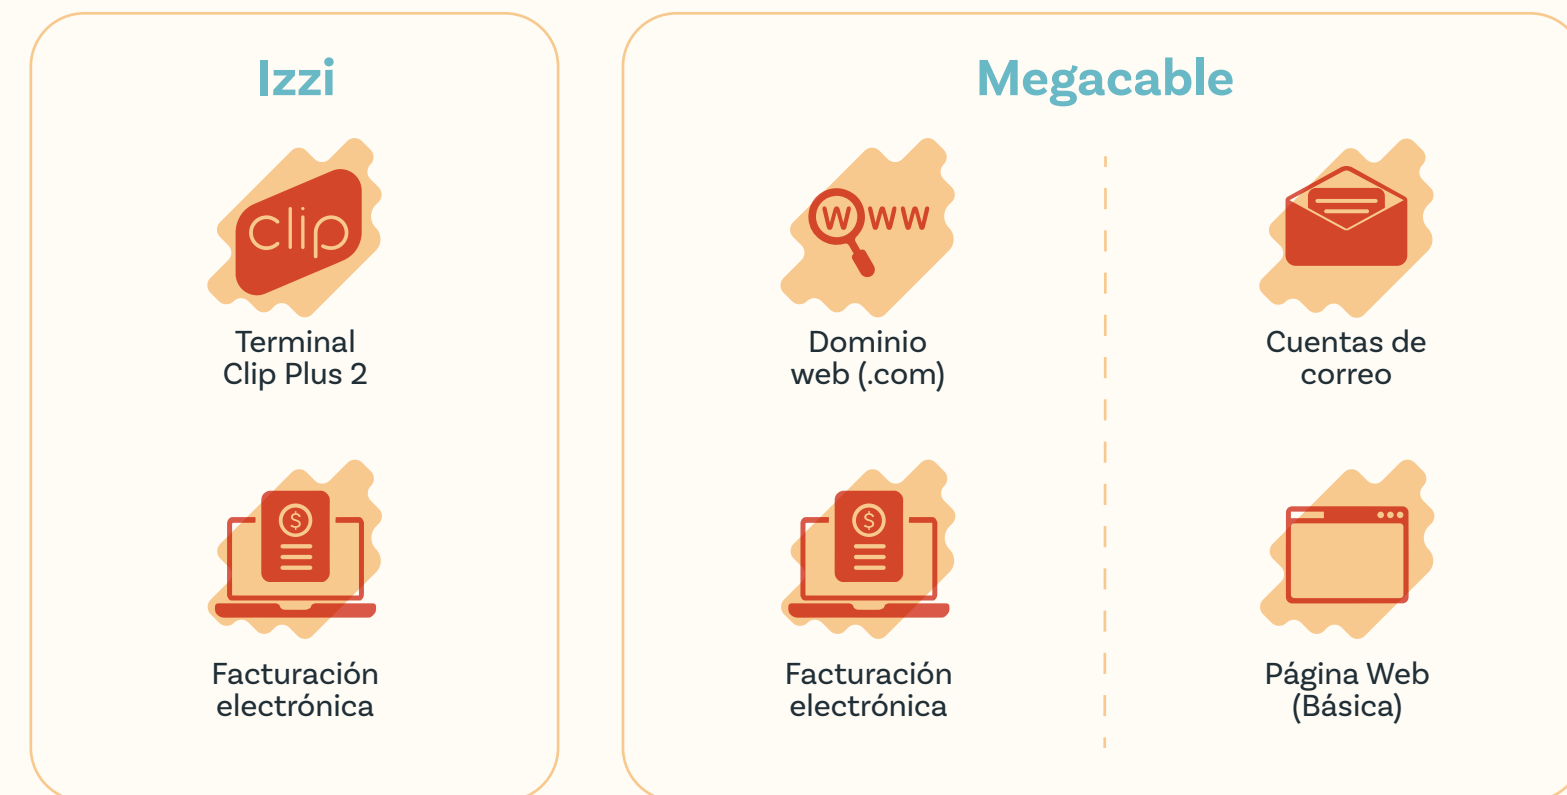 Izzi
clip
Terminal
Clip Plus 2
$
Facturación
electrónica
Megacable
WWW
Dominio
web (.com)
Cuentas de
correo
$
Facturación
electrónica
Página Web
(Básica)